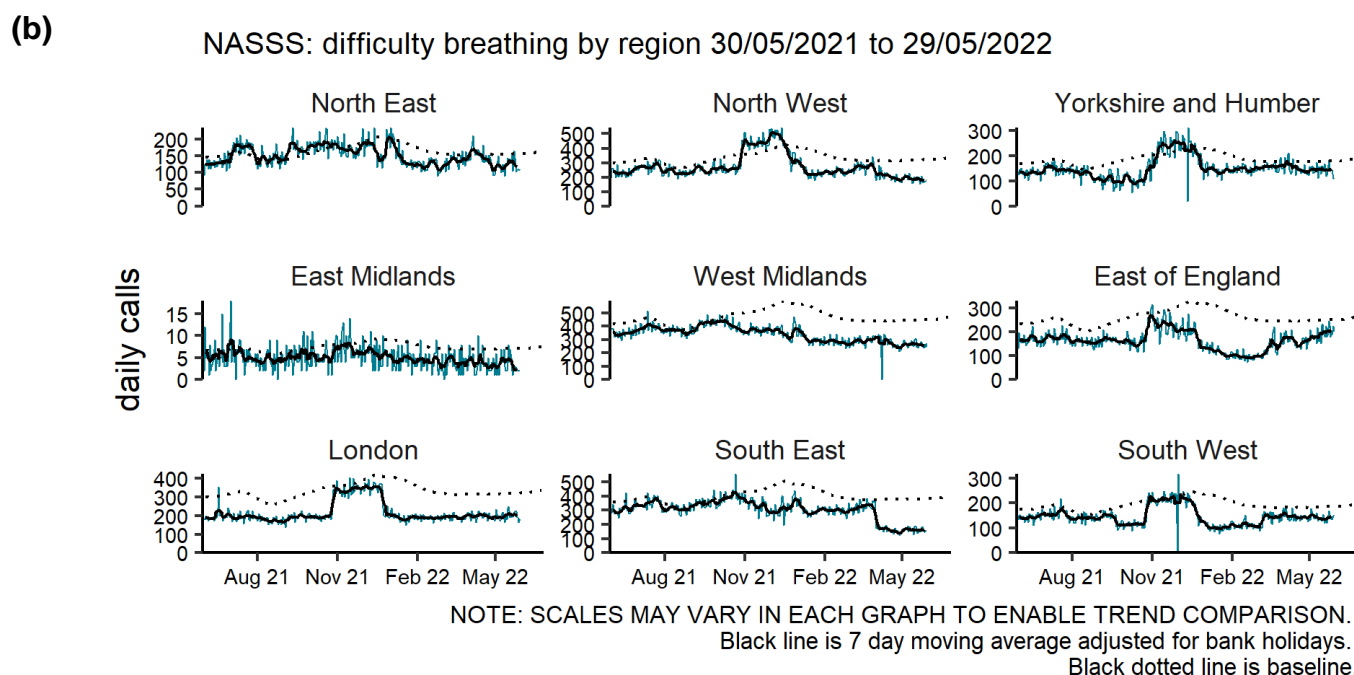 (b)
NASSS: difficulty breathing by region 30/05/2021 to 29/05/2022
North East
North West
Yorkshire and Humber
200
150
100
50
0
500
400
300
200
100
0
300
200
100
0
daily calls
East Midlands
West Midlands
East of England
15
10
5
0
500
400
300
200
100
0
300
200
100
0
London
South East
South West
400
300
200
100
0
500
400
300
200
100
0
300
200
100
0
Aug 21 Nov 21 Feb 22 May 22
Aug 21 Nov 21 Feb 22 May 22
Aug 21 Nov 21 Feb 22 May 22
NOTE: SCALES MAY VARY IN EACH GRAPH TO ENABLE TREND COMPARISON.
Black line is 7 day moving average adjusted for bank holidays.
Black dotted line is baseline